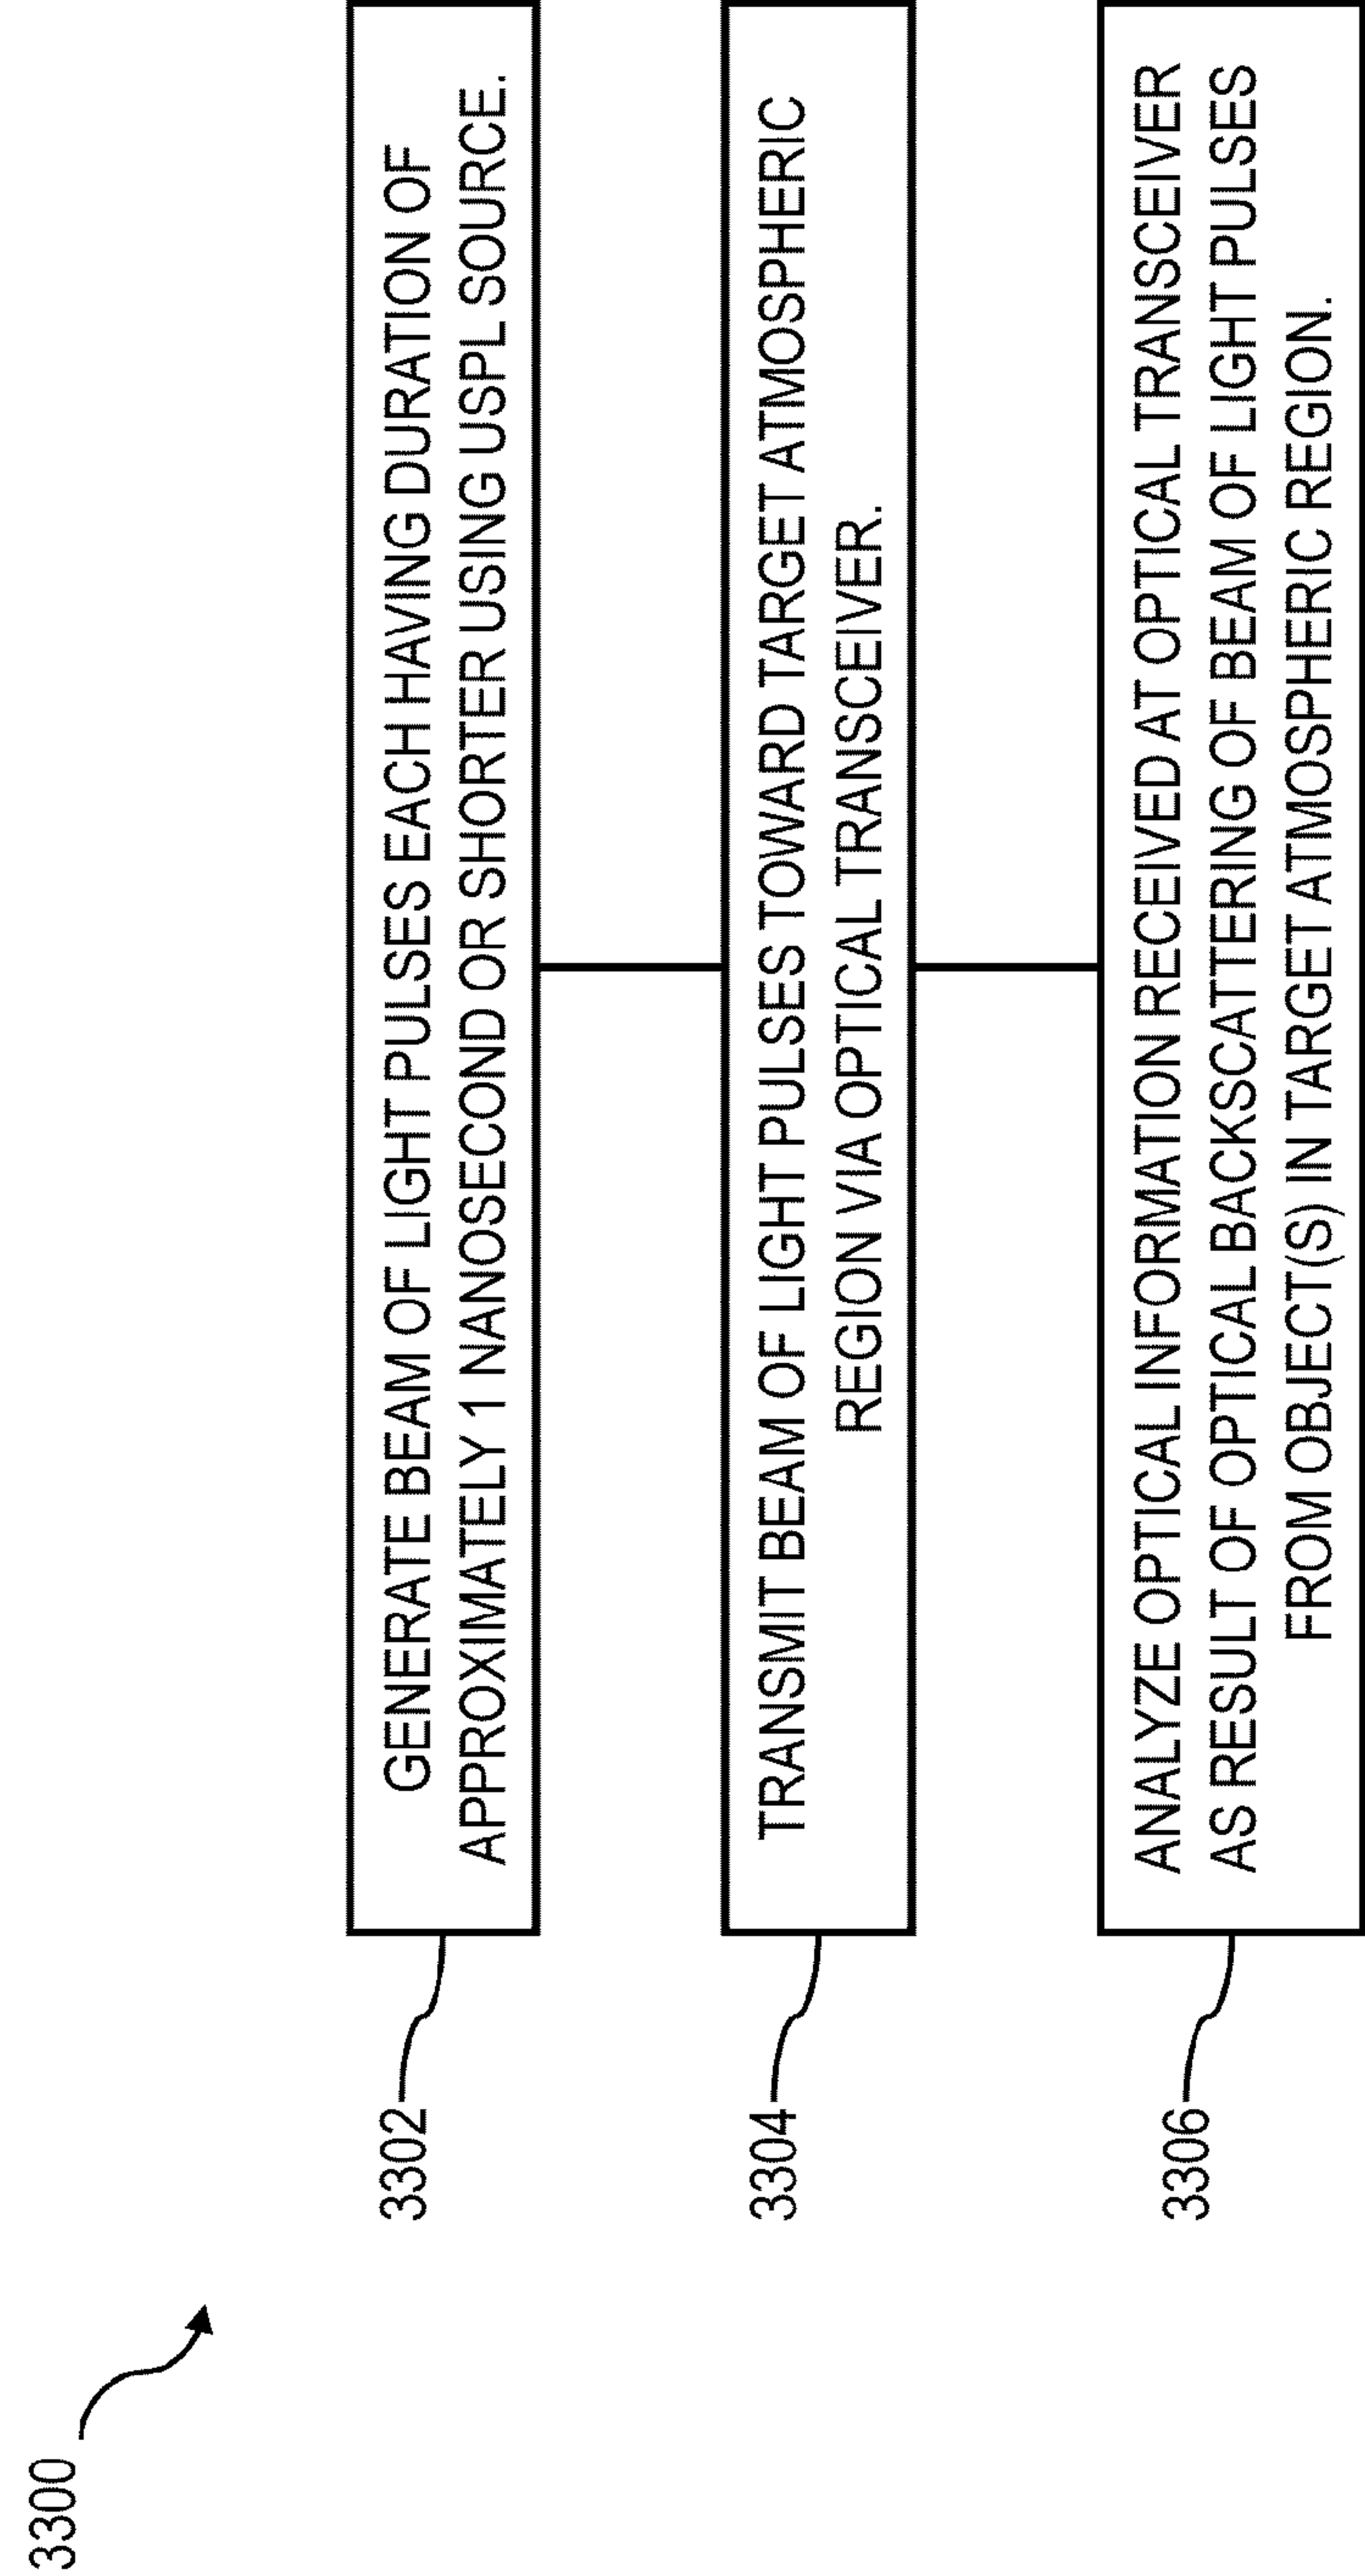 3300
3302
GENERATE BEAM OF LIGHT PULSES EACH HAVING DURATION OF
APPROXIMATELY 1 NANOSECOND OR SHORTER USING USPL SOURCE.
3304
TRANSMIT BEAM OF LIGHT PULSES TOWARD TARGET ATMOSPHERIC
REGION VIA OPTICAL TRANSCEIVER.
3306
ANALYZE OPTICAL INFORMATION RECEIVED AT OPTICAL TRANSCEIVER
AS RESULT OF OPTICAL BACKSCATTERING OF BEAM OF LIGHT PULSES
FROM OBJECT(S) IN TARGET ATMOSPHERIC REGION.